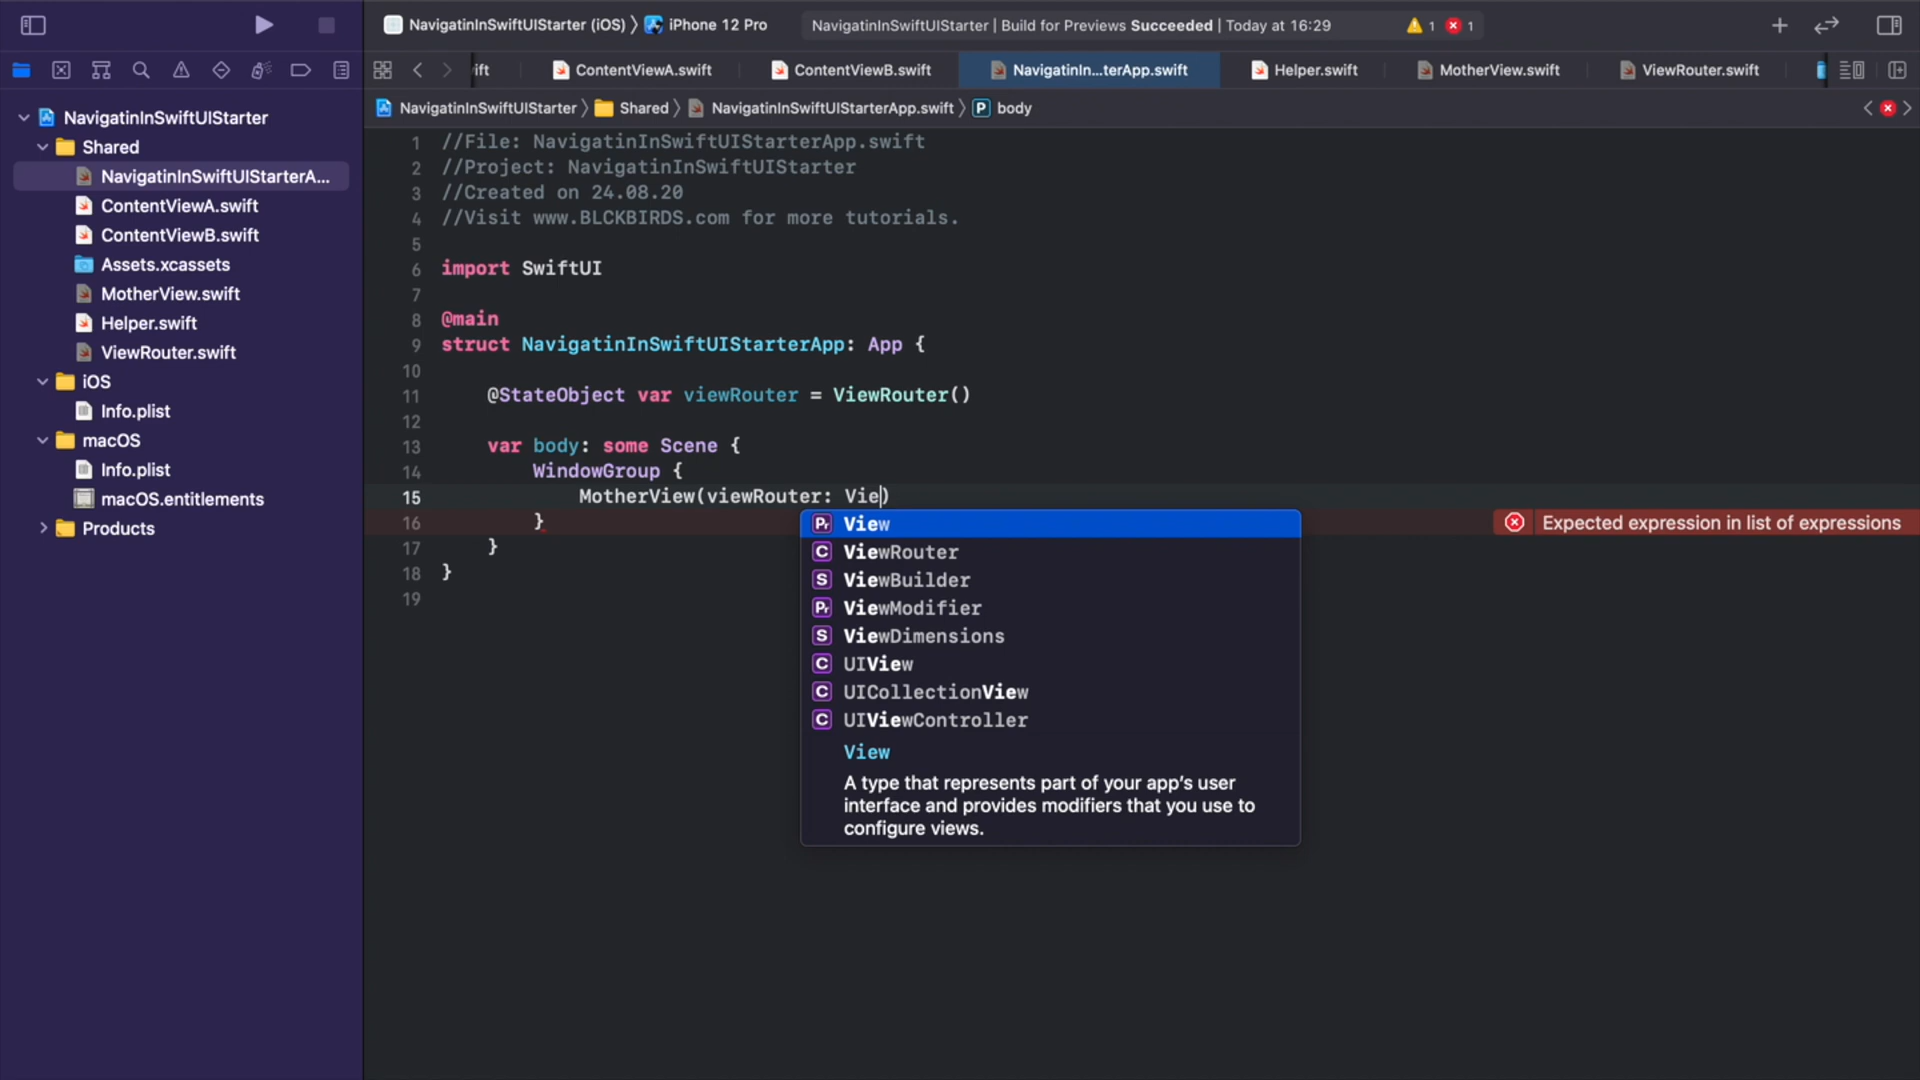 NavigatinInSwiftUIStarter (iOS) 〉 iPhone 12 Pro
NavigatinInSwiftUIStarter | Build for Previews Succeeded | Today at 16:29
1
1
ift
ContentViewA.swift
ContentViewB.swift
NavigatinIn...terApp.swift
Helper.swift
MotherView.swift
ViewRouter.swift
NavigatinInSwiftUIStarter 〉 Shared 〉 NavigatinInSwiftUIStarterApp.swift 〉 P body
NavigatinInSwiftUIStarter
Shared
NavigatinInSwiftUIStarterA...
ContentViewA.swift
ContentViewB.swift
Assets.xcassets
MotherView.swift
Helper.swift
ViewRouter.swift
iOS
Info.plist
macOS
Info.plist
macOS.entitlements
Products
1 //File: NavigatinInSwiftUIStarterApp.swift
2 //Project: NavigatinInSwiftUIStarter
3 //Created on 24.08.20
4 //Visit www.BLCKBIRDS.com for more tutorials.
5
6 import SwiftUI
7
8 @main
9 struct NavigatinInSwiftUIStarterApp: App {
10
11 @StateObject var viewRouter = ViewRouter()
12
13 var body: some Scene {
14 WindowGroup {
15 MotherView(viewRouter: Vie)
16 }
Expected expression in list of expressions
17 }
18 }
19
Pr View
C ViewRouter
S ViewBuilder
Pr ViewModifier
S ViewDimensions
C UIView
C UICollectionView
C UIViewController
View
A type that represents part of your app's user
interface and provides modifiers that you use to
configure views.